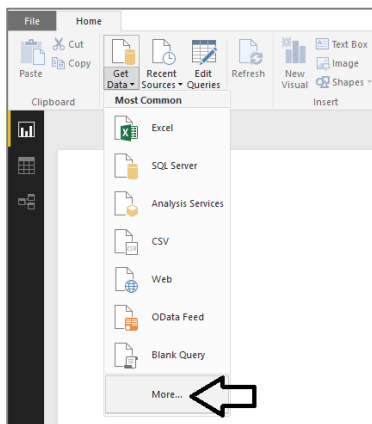 File Home
Cut
Copy
Paste
Get Data
Recent Sources
Edit Queries
Refresh
New Visual
Text Box
Image
Shapes
Clipboard
Insert
Most Common
Excel
SQL Server
Analysis Services
CSV
Web
OData Feed
Blank Query
More...